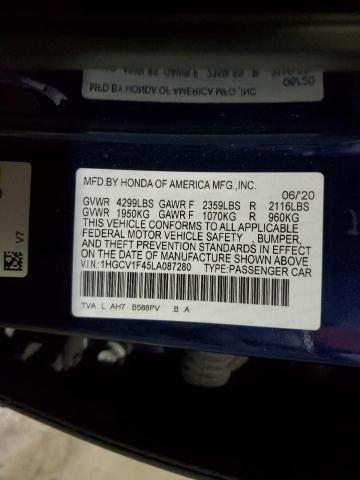 MFD.BY HONDA OF AMERICA MFG.,INC.
06/20
GVWR 4299LBS GAWR F 2359LBS R 2116LBS
GVWR 1950KG GAWR F 1070KG R 960KG
THIS VEHICLE CONFORMS TO ALL APPLICABLE
FEDERAL MOTOR VEHICLE SAFETY , BUMPER,
AND THEFT PREVENTION STANDARDS IN EFFECT
ON THE DATE OF MANUFACTURE SHOWN ABOVE.
VIN:1HGCV1F45LA087280 TYPE:PASSENGER CAR
TVA L AH7 B588PV .B .A
V7